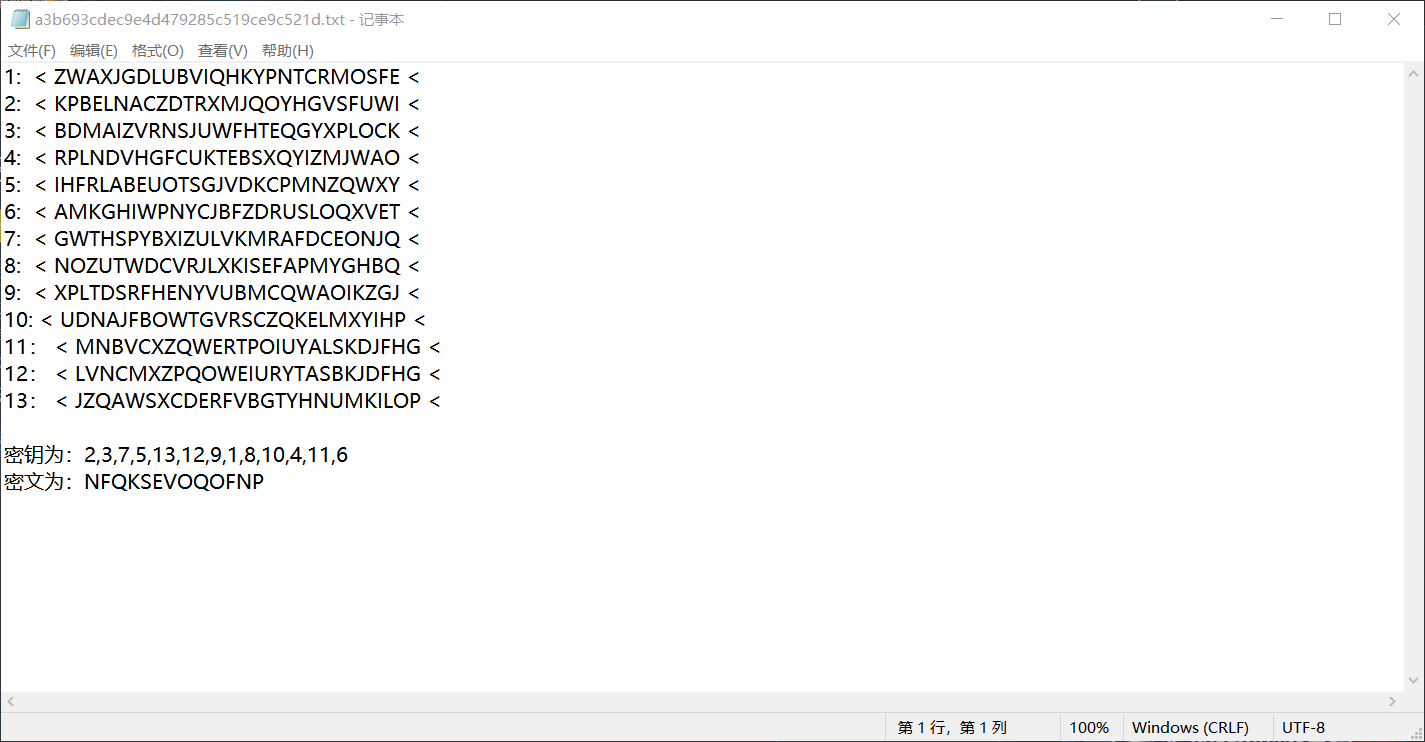 a3b693cdec9e4d479285c519ce9c521d.txt - 记事本
文件(F) 编辑(E) 格式(O) 查看(V) 帮助(H)
1: < ZWAXJGDLUBVIQHKYPNTCRMOSFE <
2: < KPBELNACZDTRXMJQOYHGVSFUWI <
3: < BDMAIZVRNSJUWFHTEQGYXPLOCK <
4: < RPLNDVHGFCUKTEBSXQYIZMJWAO <
5: < IHFRLABEUOTSGJVDKCPMNZQWXY <
6: < AMKGHIWPNYCJBFZDRUSLOQXVET <
7: < GWTHSPYBXIZULVKMRAFDCEONJQ <
8: < NOZUTWDCVRJLXKISEFAPMYGHBQ <
9: < XPLTDSRFHENYVUBMCQWAOIKZGJ <
10: < UDNAJFBOWTGVRSCZQKELMXYIHP <
11： < MNBVCXZQWERTPOIUYALSKDJFHG <
12： < LVNCMXZPQOWEIURYTASBKJDFHG <
13： < JZQAWSXCDERFVBGTYHNUMKILOP <
密钥为：2,3,7,5,13,12,9,1,8,10,4,11,6
密文为：NFQKSEVOQOFNP
第 1 行，第 1 列 100% Windows (CRLF) UTF-8